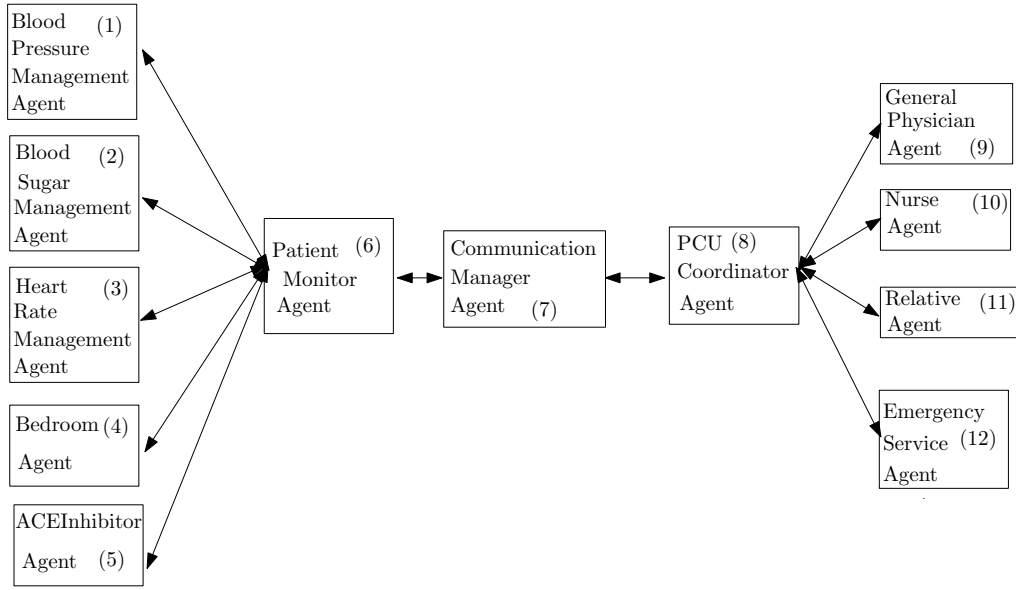 Blood (1)
Pressure
Management
Agent
Blood (2)
Sugar
Management
Agent
Heart (3)
Rate
Management
Agent
Bedroom (4)
Agent
ACEInhibitor
Agent (5)
Patient (6)
Monitor
Agent
Communication
Manager
Agent (7)
PCU (8)
Coordinator
Agent
General
Physician
Agent (9)
Nurse (10)
Agent
Relative (11)
Agent
Emergency
Service (12)
Agent